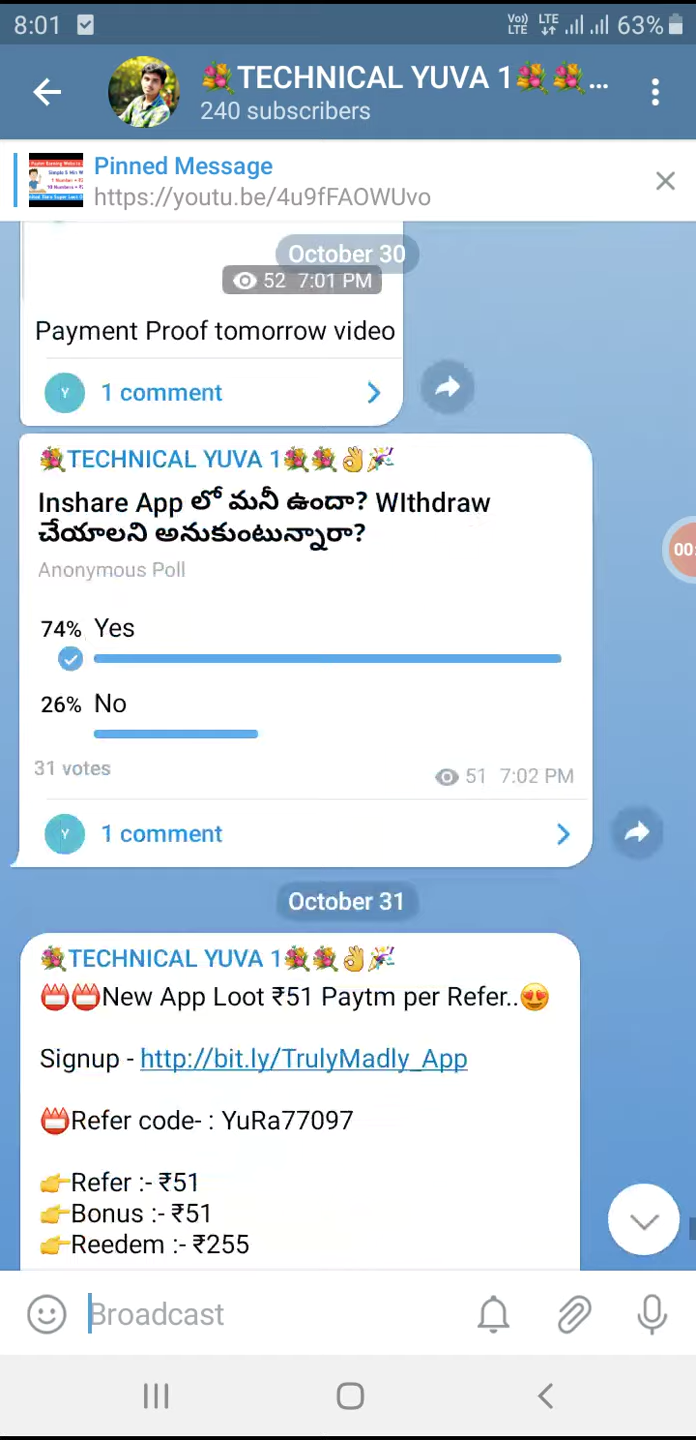 8:01
Vo)) LTE LTE 63%
💐TECHNICAL YUVA 1💐💐...
240 subscribers
Pinned Message
https://youtu.be/4u9fFAOWUvo
October 30
52 7:01 PM
Payment Proof tomorrow video
Y 1 comment
💐TECHNICAL YUVA 1💐💐👌🎉
Inshare App లో మనీ ఉందా? WIthdraw
చేయాలని అనుకుంటున్నారా?
Anonymous Poll
00:
74% Yes
26% No
31 votes
51 7:02 PM
Y 1 comment
October 31
💐TECHNICAL YUVA 1💐💐👌🎉
📛📛New App Loot ₹51 Paytm per Refer..😍
Signup - http://bit.ly/TrulyMadly_App
📛Refer code- : YuRa77097
👉Refer :- ₹51
👉Bonus :- ₹51
👉Reedem :- ₹255
Broadcast